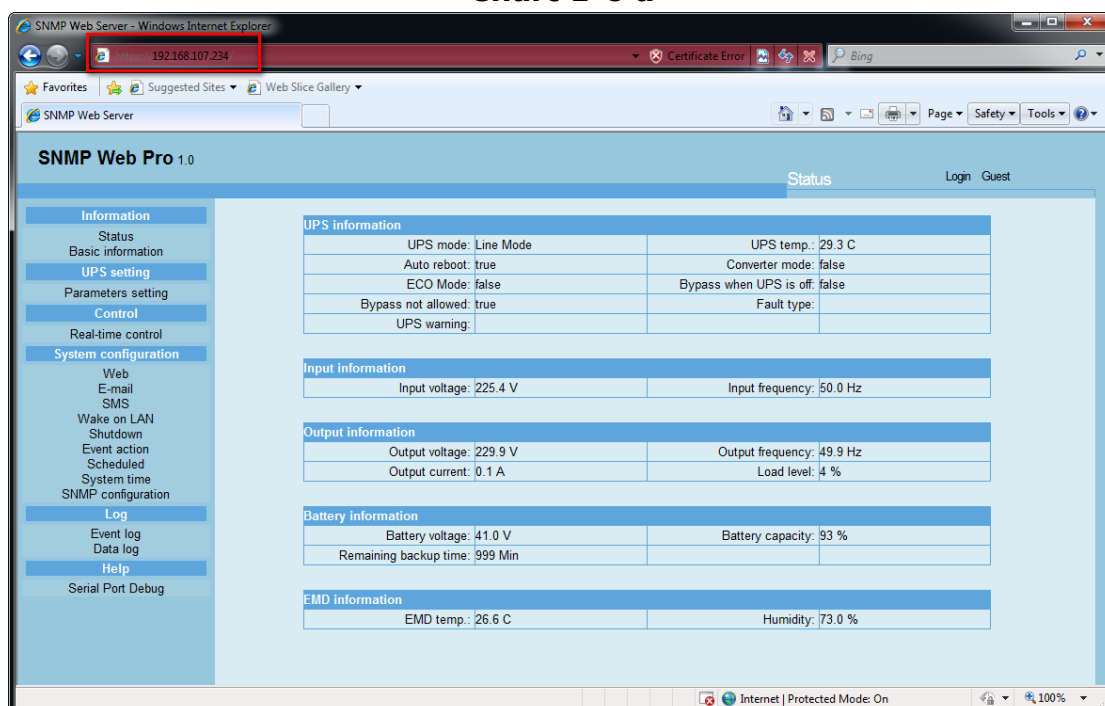 SNMP Web Server - Windows Internet Explorer
https://192.168.107.234/ Certificate Error Bing
Favorites Suggested Sites Web Slice Gallery
SNMP Web Server Page Safety Tools
SNMP Web Pro 1.0
Status Login Guest
Information
Status
Basic information
UPS setting
Parameters setting
Control
Real-time control
System configuration
Web
E-mail
SMS
Wake on LAN
Shutdown
Event action
Scheduled
System time
SNMP configuration
Log
Event log
Data log
Help
Serial Port Debug
UPS information
UPS mode: Line Mode UPS temp.: 29.3 C
Auto reboot: true Converter mode: false
ECO Mode: false Bypass when UPS is off: false
Bypass not allowed: true Fault type:
UPS warning:
Input information
Input voltage: 225.4 V Input frequency: 50.0 Hz
Output information
Output voltage: 229.9 V Output frequency: 49.9 Hz
Output current: 0.1 A Load level: 4 %
Battery information
Battery voltage: 41.0 V Battery capacity: 93 %
Remaining backup time: 999 Min
EMD information
EMD temp.: 26.6 C Humidity: 73.0 %
Internet | Protected Mode: On 100%